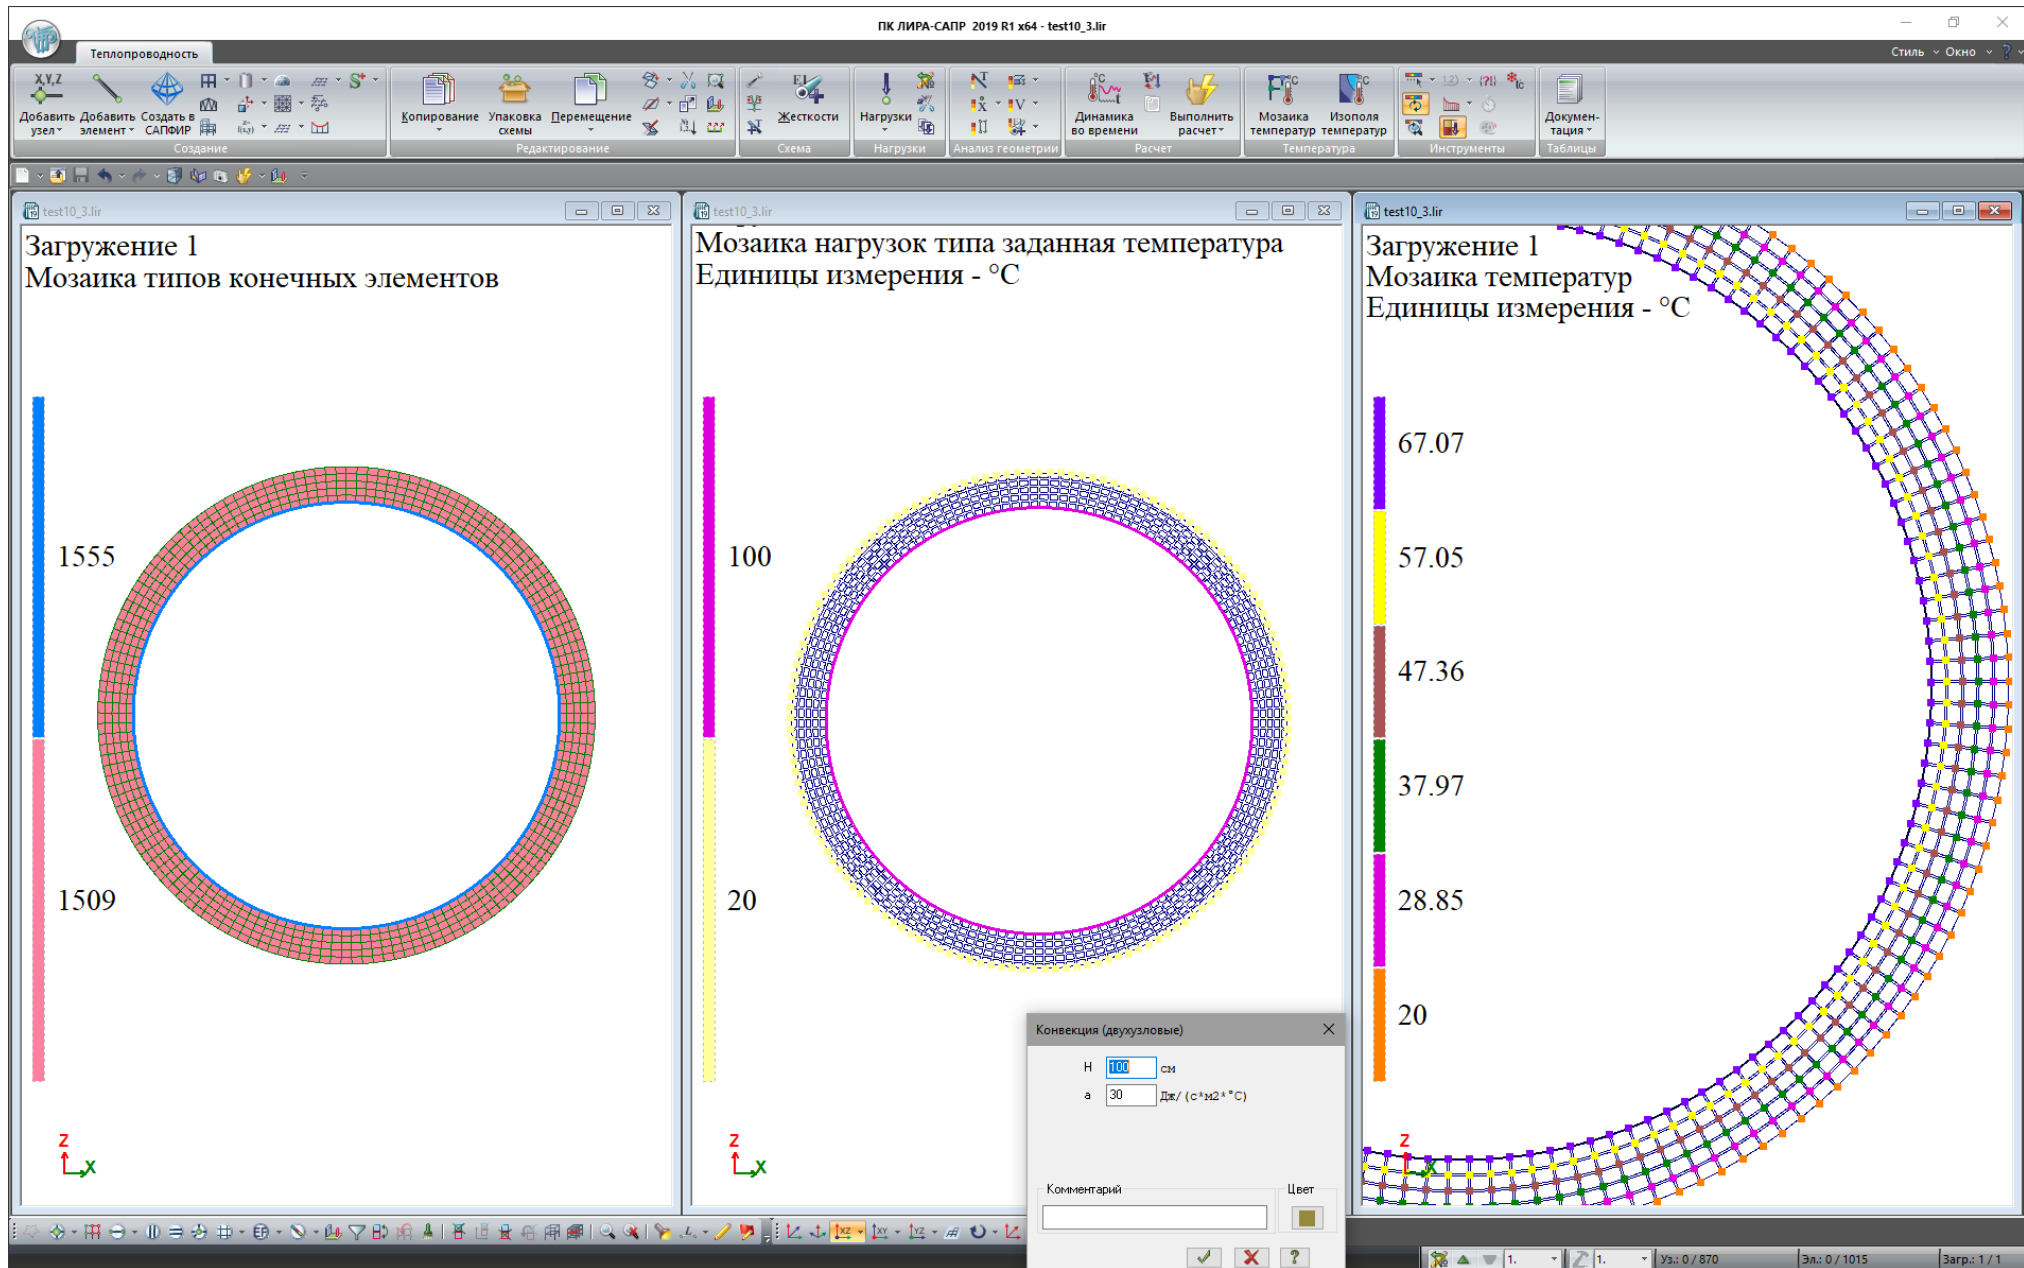 ПК ЛИРА-САПР 2019 R1 x64 - test10_3.lir
Теплопроводность
Стиль
Окно
X,Y,Z
Добавить узел
Добавить элемент
Создать в САПФИР
Создание
Копирование
Упаковка схемы
Перемещение
Редактирование
Жесткости
Схема
Нагрузки
Нагрузки
Анализ геометрии
Динамика во времени
Выполнить расчет
Расчет
Мозаика температур
Изополя температур
Температура
Инструменты
Докумен-тация
Таблицы
test10_3.lir
Загружение 1
Мозаика типов конечных элементов
1555
1509
Z
X
test10_3.lir
Мозаика нагрузок типа заданная температура
Единицы измерения - °C
100
20
Z
X
test10_3.lir
Загружение 1
Мозаика температур
Единицы измерения - °C
67.07
57.05
47.36
37.97
28.85
20
Z
X
Конвекция (двухузловые)
H 100 см
a 30 Дж/(с*м2*°C)
Комментарий
Цвет
1.
1.
Уз.: 0 / 870
Эл.: 0 / 1015
Загр.: 1 / 1